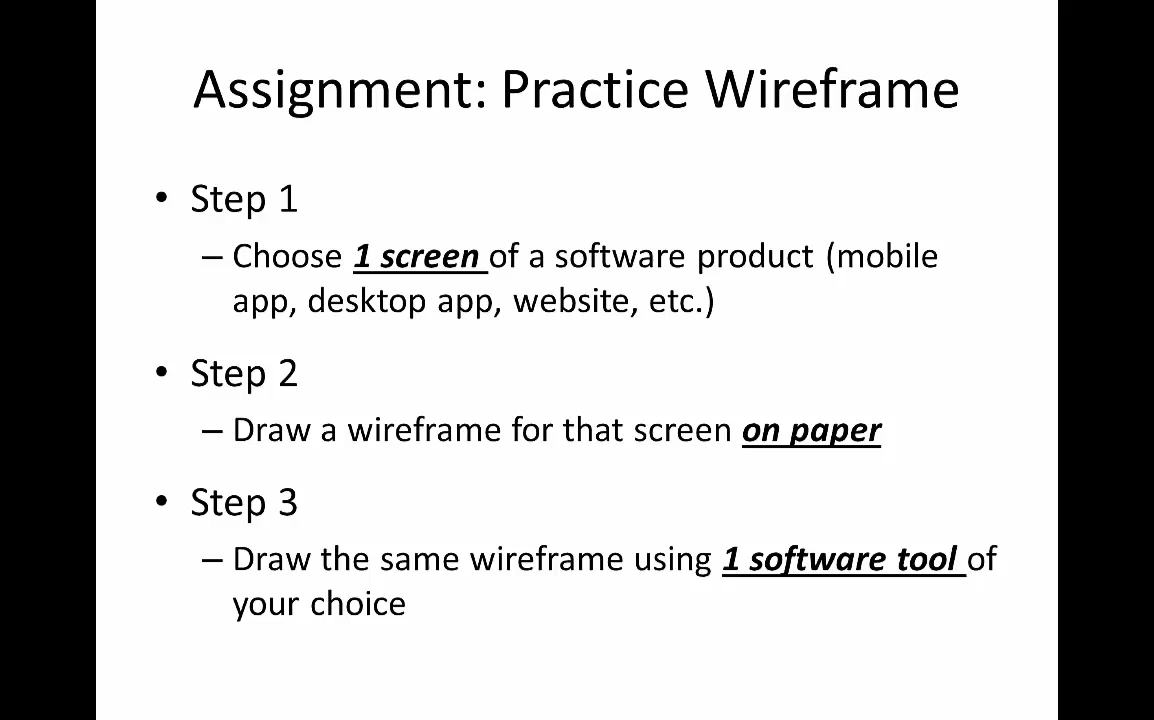 Assignment: Practice Wireframe
• Step 1
– Choose 1 screen of a software product (mobile
app, desktop app, website, etc.)
• Step 2
– Draw a wireframe for that screen on paper
• Step 3
– Draw the same wireframe using 1 software tool of
your choice